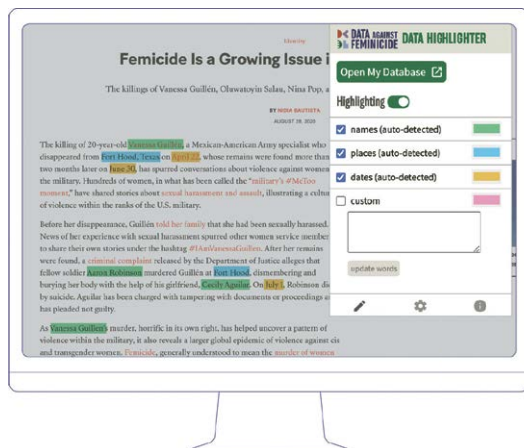 Identity
Femicide Is a Growing Issue i
The killings of Vanessa Guillén, Oluwatoyin Salau, Nina Pop, a
BY NINA BAUTISTA
AUGUST 28, 2020
The killing of 20-year-old Vanessa Guillén, a Mexican-American Army specialist who
disappeared from Fort Hood, Texas on April 22, whose remains were found more than
two months later on June 30, has spurred conversations about violence against women
the military. Hundreds of women, in what has been called the "military's #MeToo
moment," have shared stories about sexual harassment and assault, illustrating a cultu
of violence within the ranks of the U.S. military.
Before her disappearance, Guillén told her family that she had been sexually harassed.
News of her experience with sexual harassment spurred other women service member
to share their own stories under the hashtag #IAmVanessaGuillen. After her remains
were found, a criminal complaint released by the Department of Justice alleges that
fellow soldier Aaron Robinson murdered Guillén at Fort Hood, dismembering and
burying her body with the help of his girlfriend, Cecily Aguilar. On July 1, Robinson die
by suicide. Aguilar has been charged with tampering with documents or proceedings a
has pleaded not guilty.
As Vanessa Guillén's murder, horrific in its own right, has helped uncover a pattern of
violence within the military, it also reveals a larger global epidemic of violence against cis
and transgender women. Femicide, generally understood to mean the murder of women
DATA AGAINST
FEMINICIDE
DATA HIGHLIGHTER
Open My Database
Highlighting
names (auto-detected)
places (auto-detected)
dates (auto-detected)
custom
update words